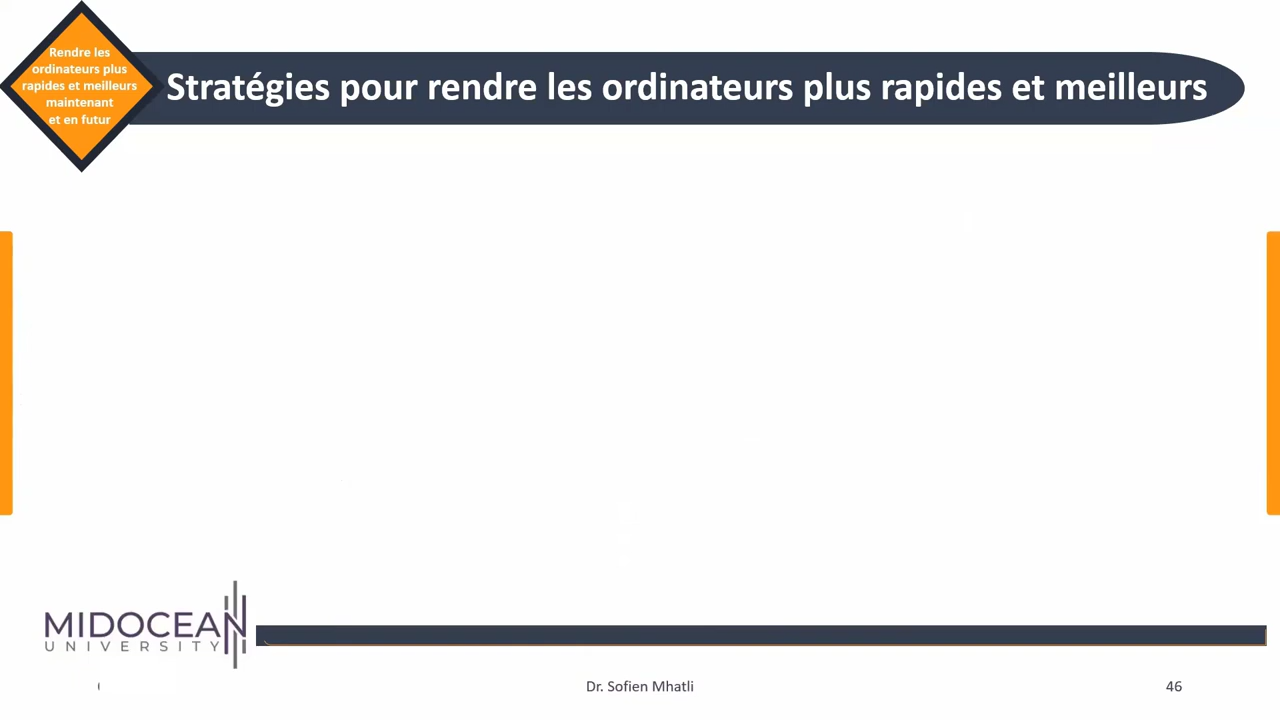 Rendre les
ordinateurs plus
rapides et meilleurs
maintenant
et en futur
Stratégies pour rendre les ordinateurs plus rapides et meilleurs
MIDOCEAN
UNIVERSITY
Dr. Sofien Mhatli
46